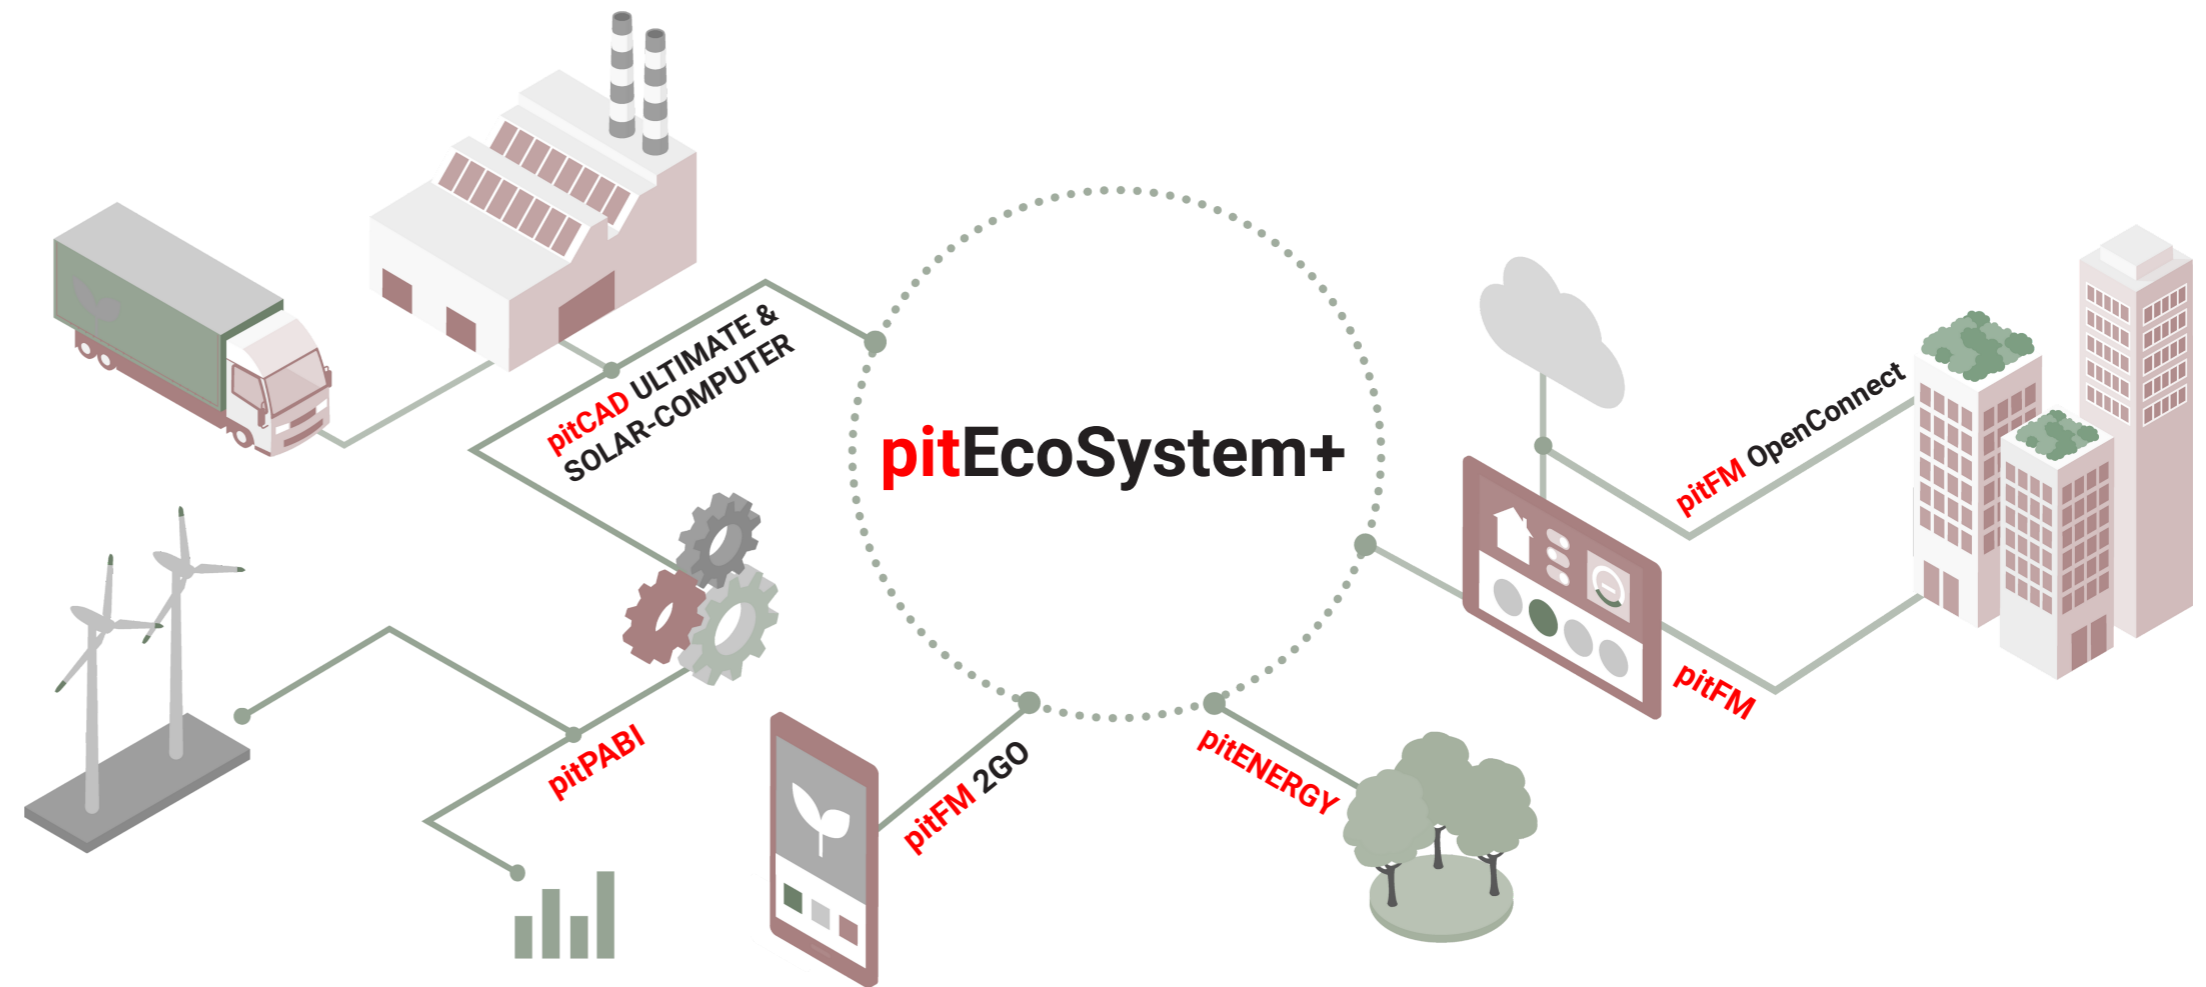 pitCAD ULTIMATE &
SOLAR-COMPUTER
pitEcoSystem+
pitFM OpenConnect
pitFM
pitPABI
pitFM 2GO
pitENERGY